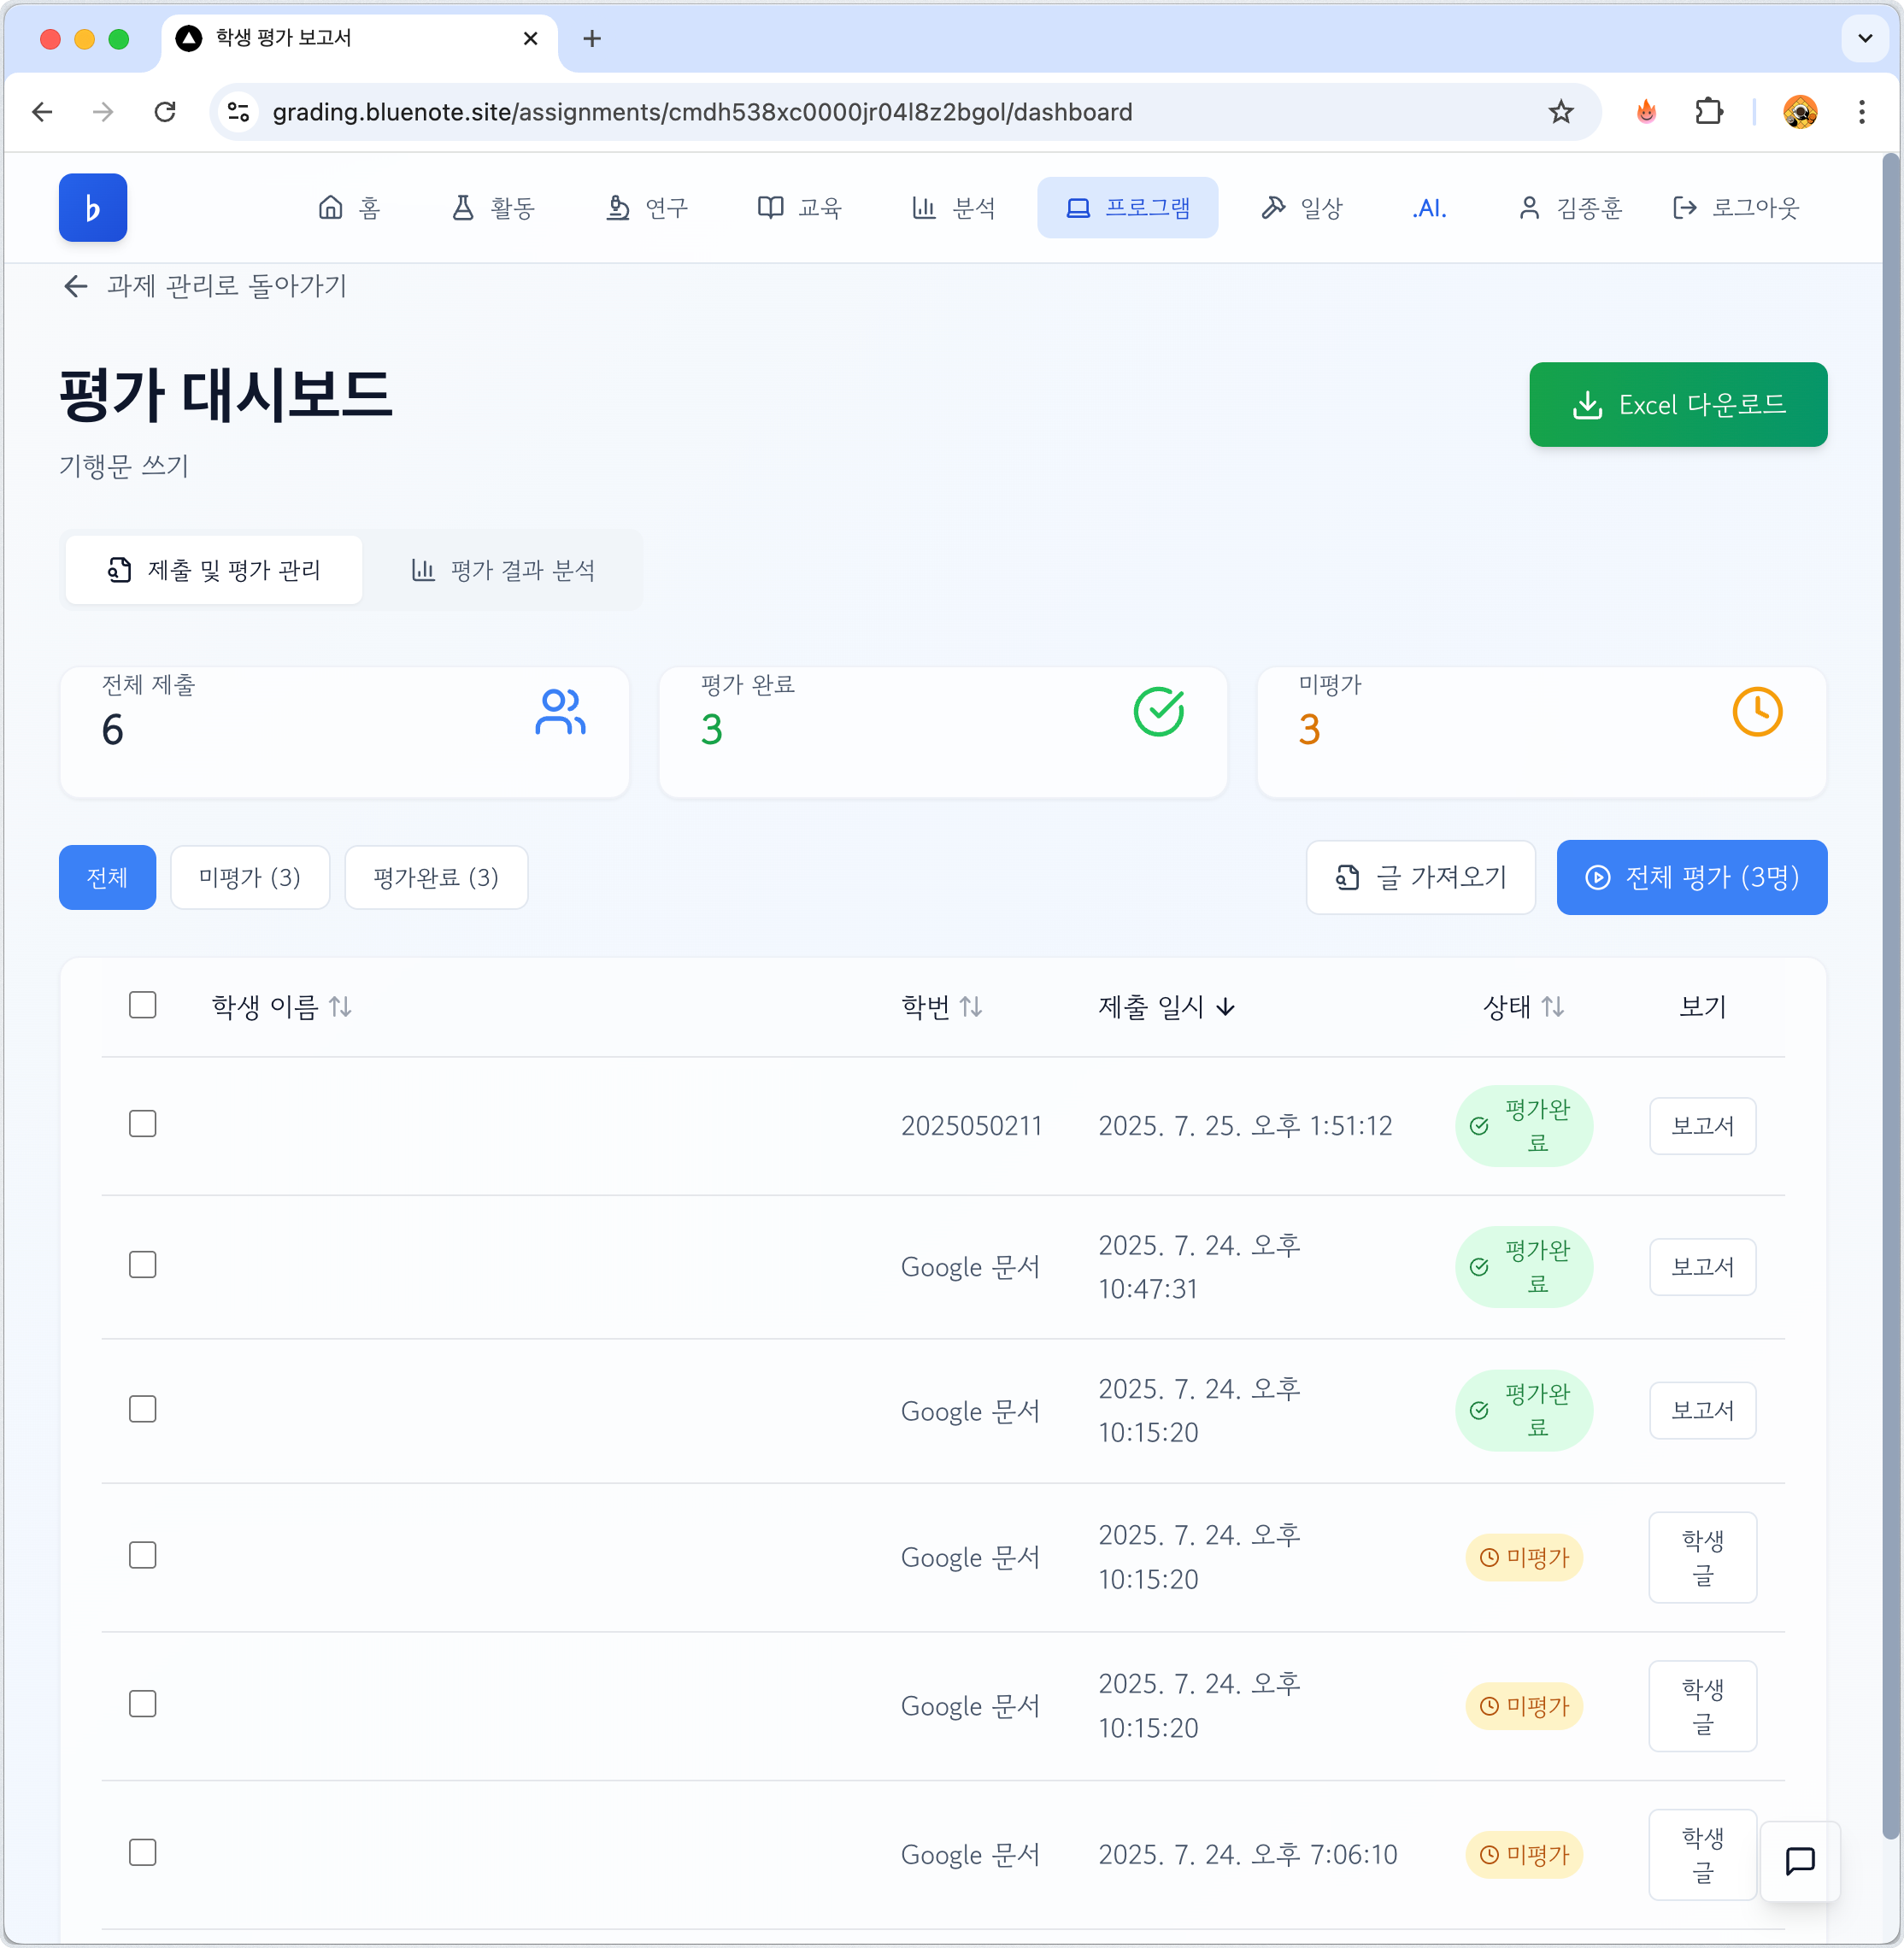 학생 평가 보고서
grading.bluenote.site/assignments/cmdh538xc0000jr04l8z2bgol/dashboard
b 홈 활동 연구 교육 분석 프로그램 일상 .AI. 김종훈 로그아웃
과제 관리로 돌아가기
평가 대시보드
Excel 다운로드
기행문 쓰기
제출 및 평가 관리 평가 결과 분석
전체 제출 평가 완료 미평가
6 3 3
전체 미평가 (3) 평가완료 (3) 글 가져오기 전체 평가 (3명)
학생 이름 학번 제출 일시 상태 보기
2025050211 2025. 7. 25. 오후 1:51:12 평가완
료
보고서
Google 문서 2025. 7. 24. 오후
10:47:31
평가완
료
보고서
Google 문서 2025. 7. 24. 오후
10:15:20
평가완
료
보고서
Google 문서 2025. 7. 24. 오후
10:15:20
미평가
학생
글
Google 문서 2025. 7. 24. 오후
10:15:20
미평가
학생
글
Google 문서 2025. 7. 24. 오후 7:06:10 미평가
학생
글